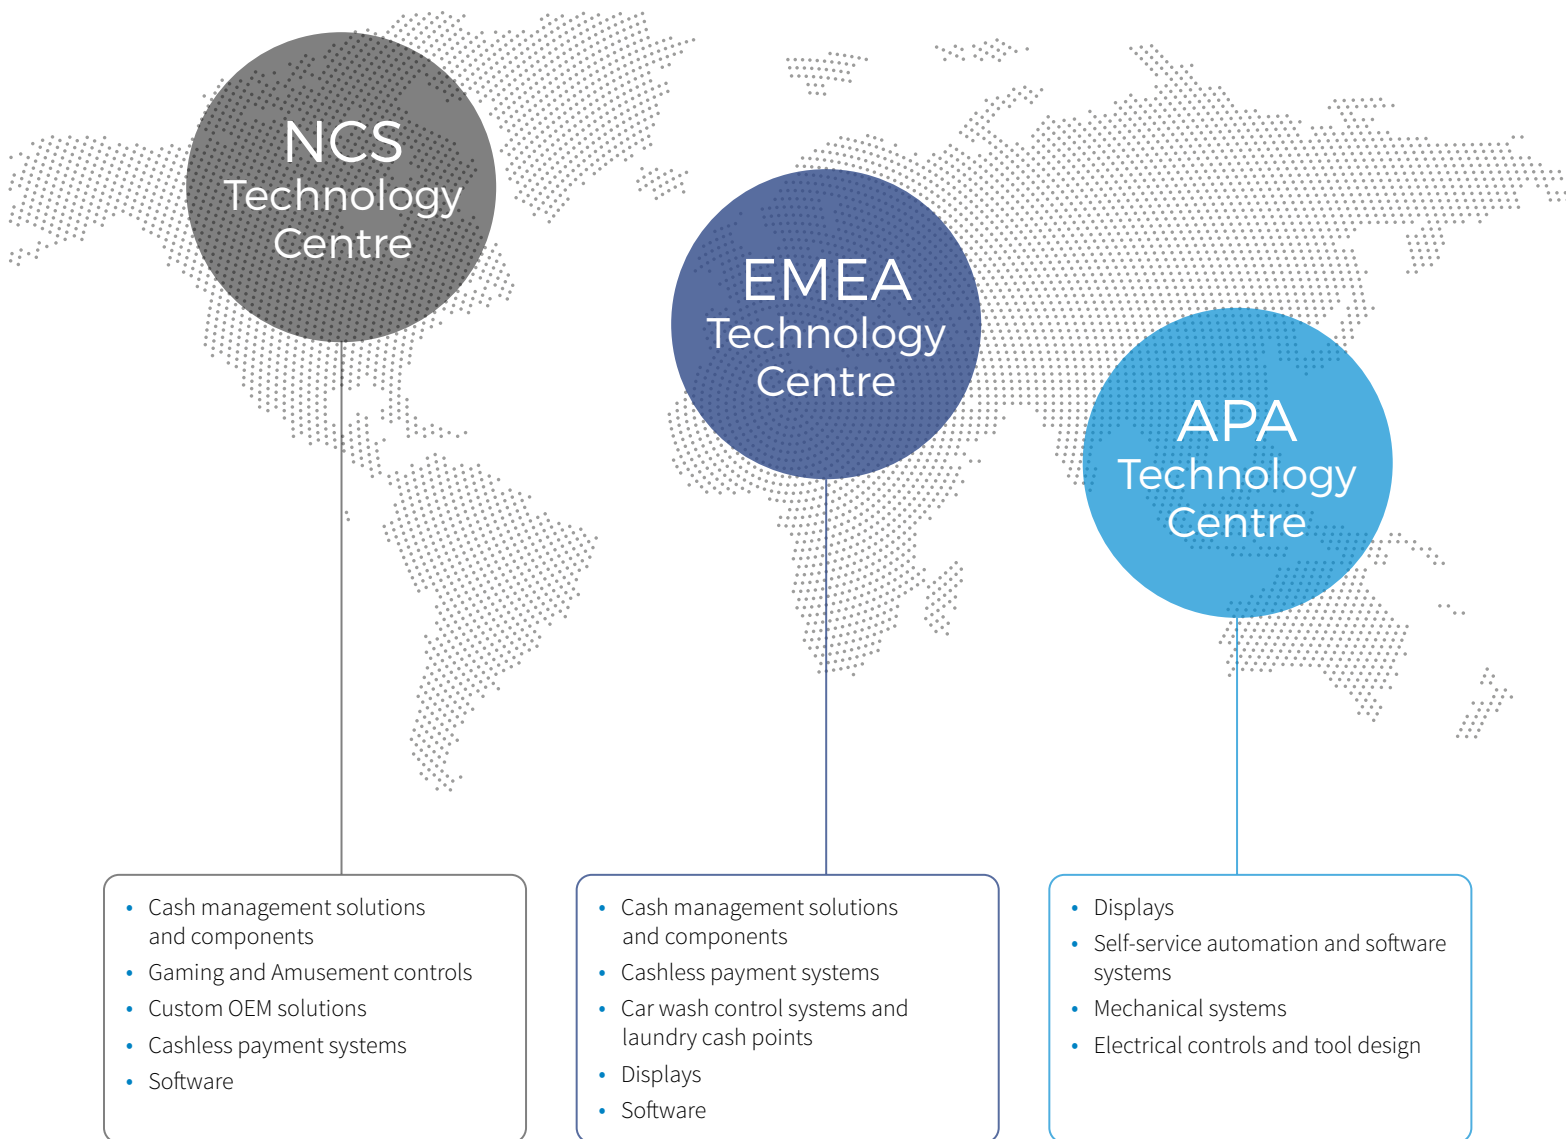 NCS
Technology
Centre
EMEA
Technology
Centre
APA
Technology
Centre
• Cash management solutions
and components
• Gaming and Amusement controls
• Custom OEM solutions
• Cashless payment systems
• Software
• Cash management solutions
and components
• Cashless payment systems
• Car wash control systems and
laundry cash points
• Displays
• Software
• Displays
• Self-service automation and software
systems
• Mechanical systems
• Electrical controls and tool design